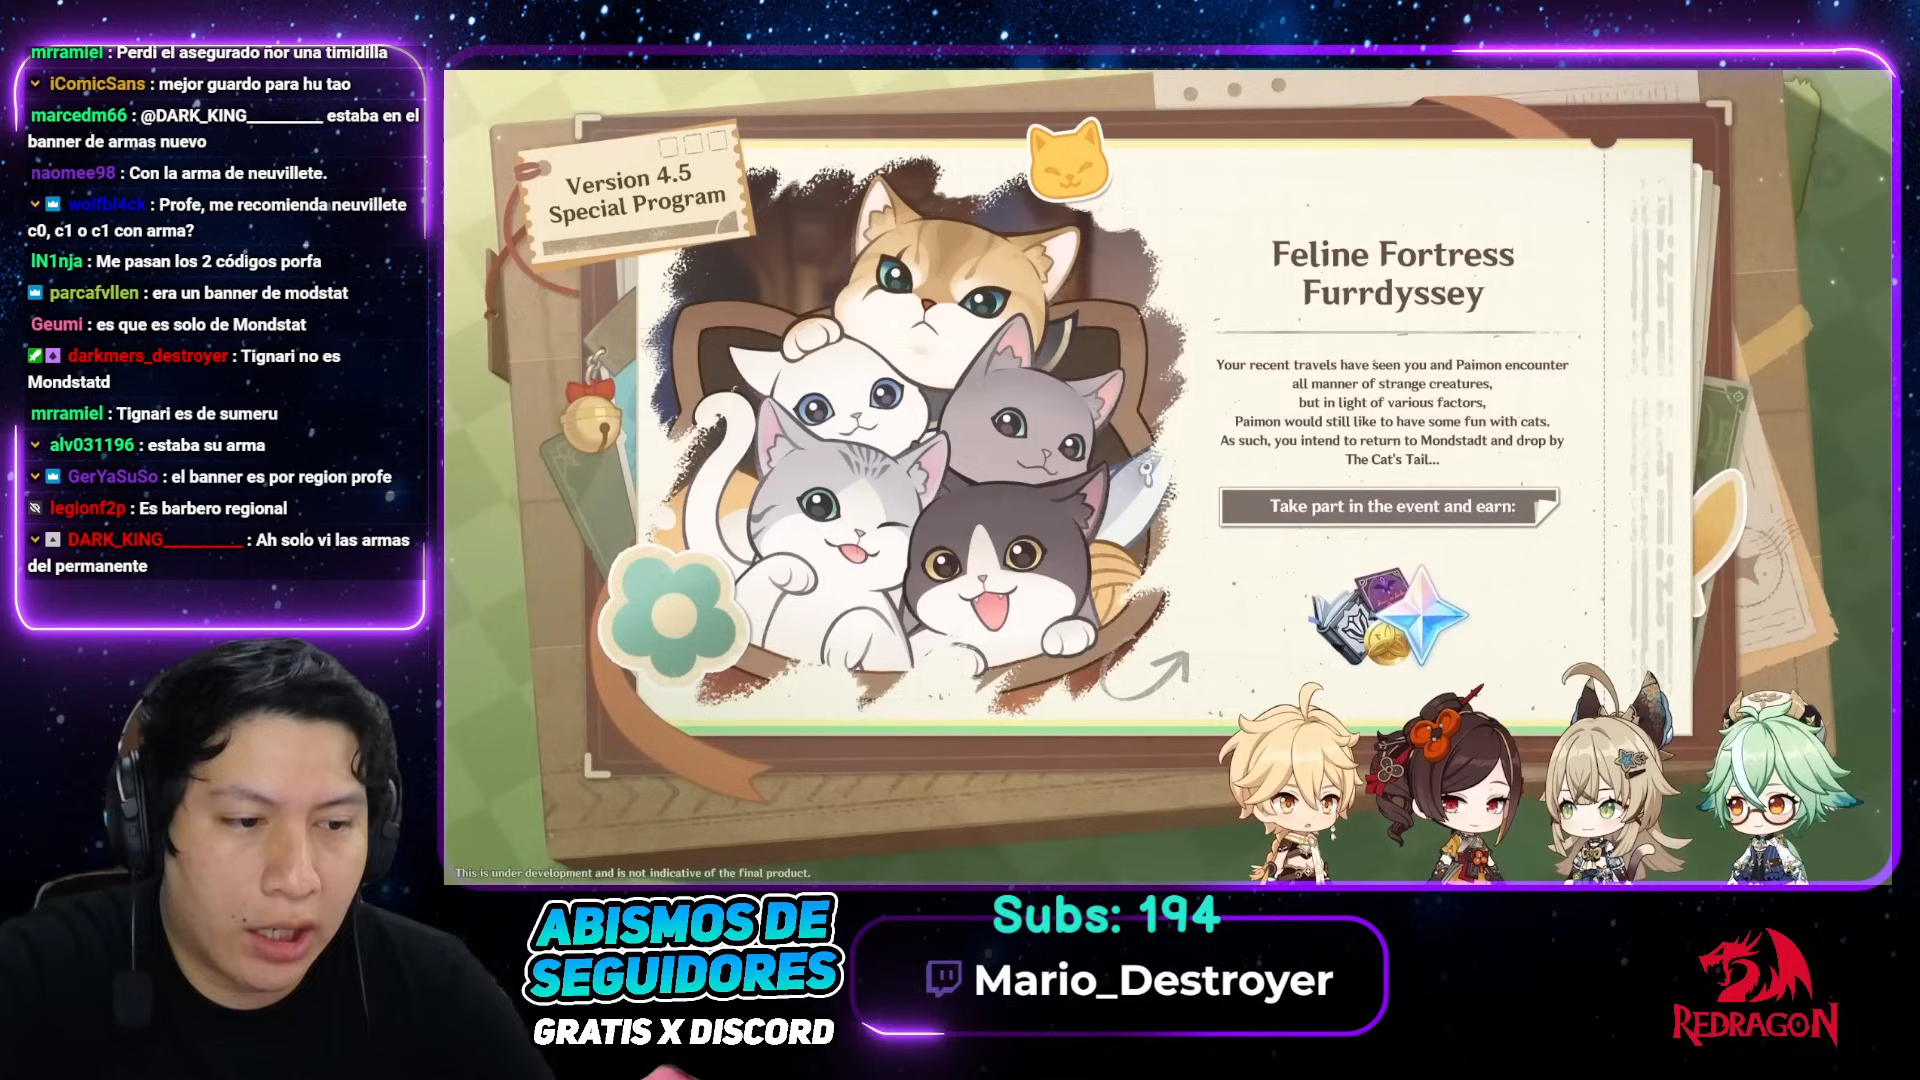 mrramiel : Perdi el asegurado ñor una timidilla
iComicSans : mejor guardo para hu tao
marcedm66 : @DARK_KING__________ estaba en el
banner de armas nuevo
naomee98 : Con la arma de neuvillete.
wolfbl4ck : Profe, me recomienda neuvillete
c0, c1 o c1 con arma?
lN1nja : Me pasan los 2 códigos porfa
parcafvllen : era un banner de modstat
Geumi : es que es solo de Mondstat
darkmers_destroyer : Tignari no es
Mondstatd
mrramiel : Tignari es de sumeru
alv031196 : estaba su arma
GerYaSuSo : el banner es por region profe
legionf2p : Es barbero regional
DARK_KING__________ : Ah solo vi las armas
del permanente
Version 4.5
Special Program
Feline Fortress
Furrdyssey
Your recent travels have seen you and Paimon encounter
all manner of strange creatures,
but in light of various factors,
Paimon would still like to have some fun with cats.
As such, you intend to return to Mondstadt and drop by
The Cat's Tail...
Take part in the event and earn:
This is under development and is not indicative of the final product.
ABISMOS DE
SEGUIDORES
GRATIS X DISCORD
Subs: 194
Mario_Destroyer
REDRAGON